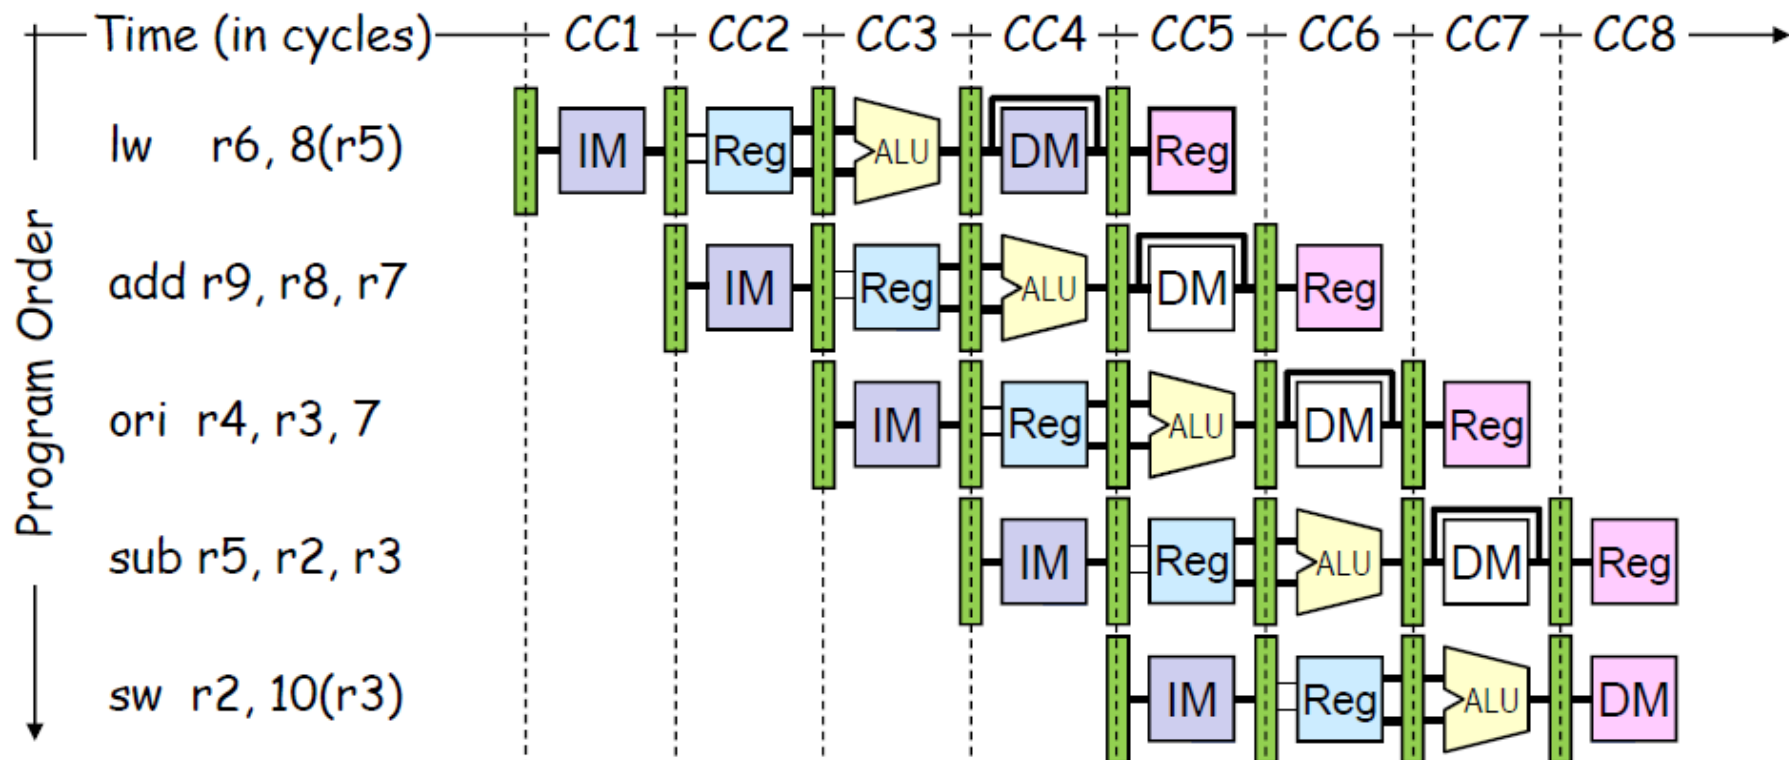 Time (in cycles) CC1 CC2 CC3 CC4 CC5 CC6 CC7 CC8
Program Order
lw r6, 8(r5) IM Reg ALU DM Reg
add r9, r8, r7 IM Reg ALU DM Reg
ori r4, r3, 7 IM Reg ALU DM Reg
sub r5, r2, r3 IM Reg ALU DM Reg
sw r2, 10(r3) IM Reg ALU DM